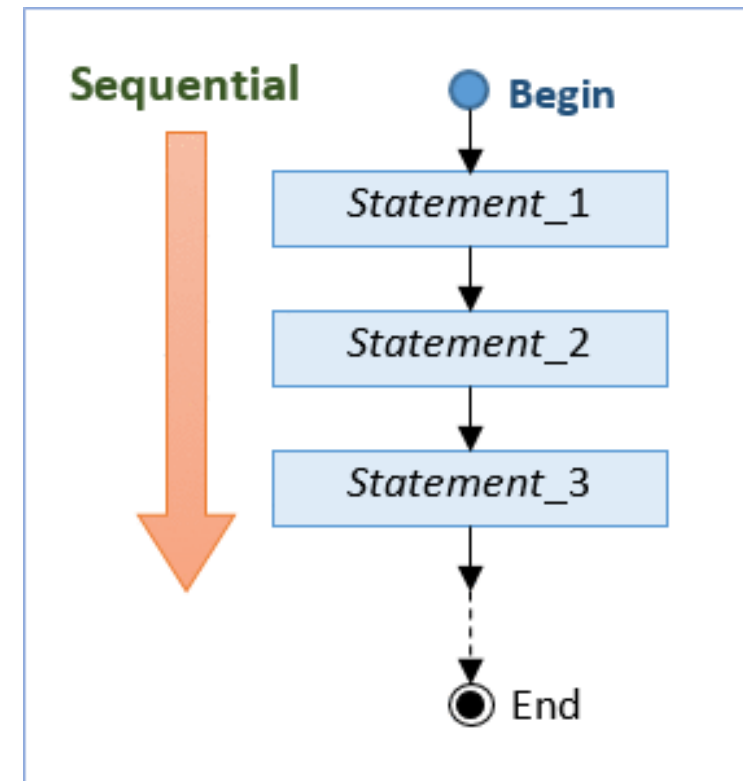 Sequential
Begin
Statement_1
Statement_2
Statement_3
End